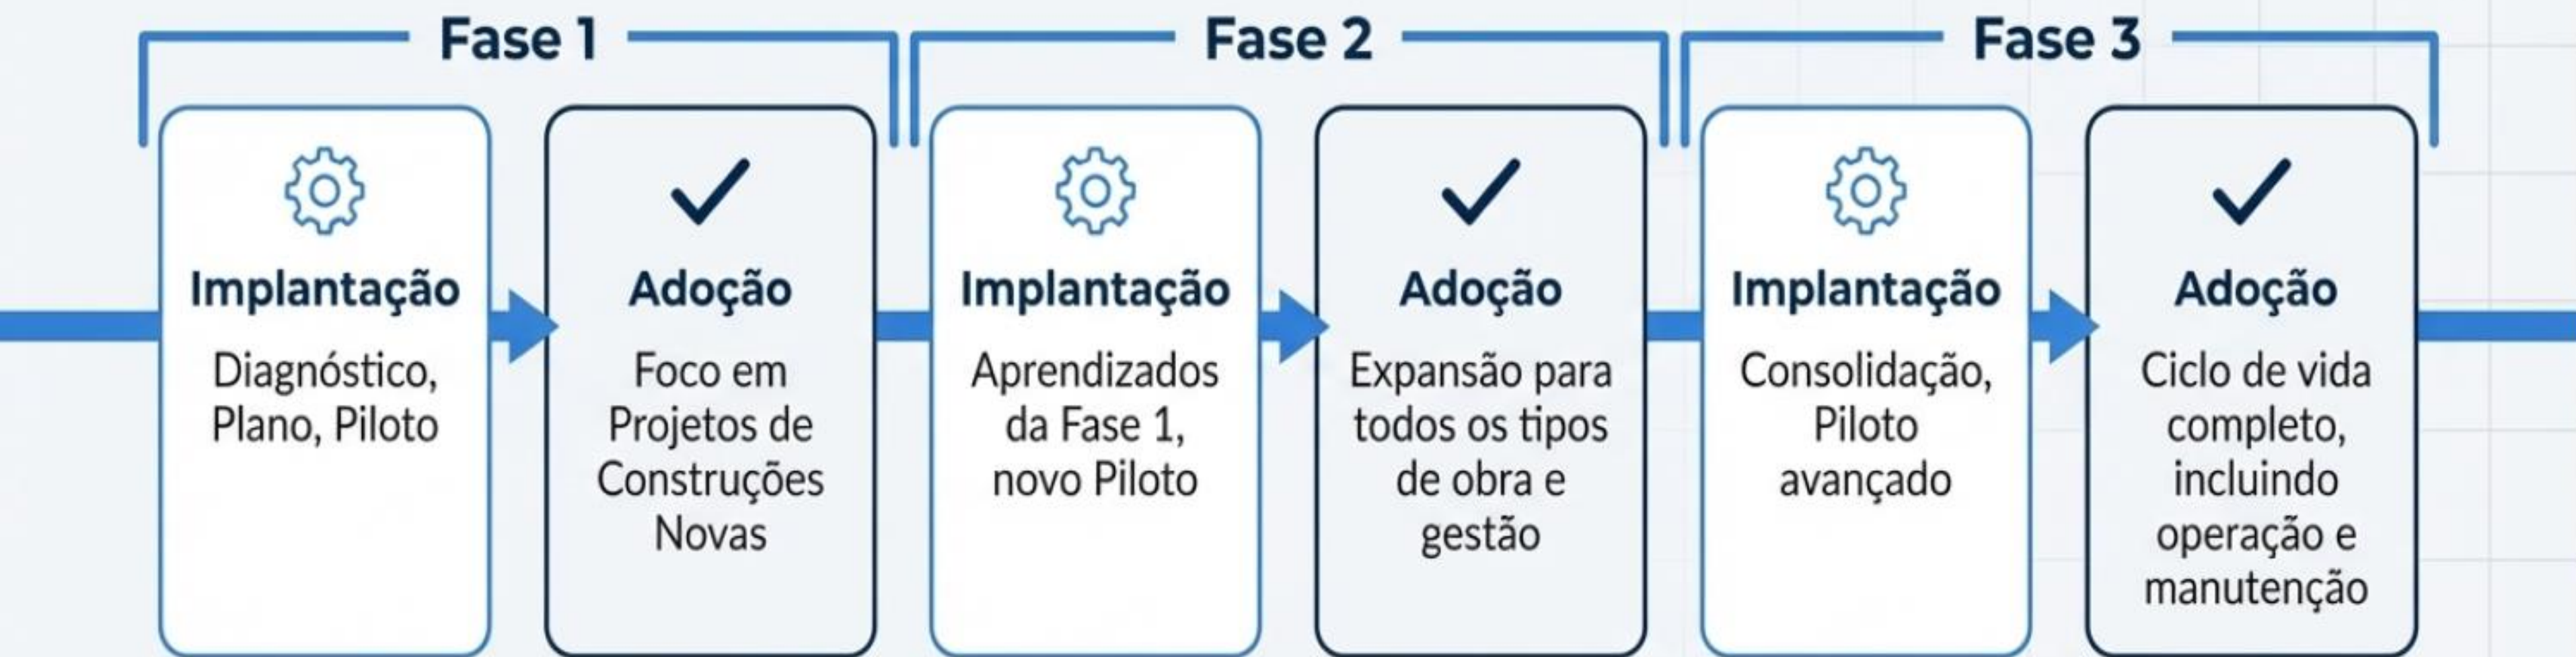 Fase 1
Implantação
Diagnóstico,
Plano, Piloto
Adoção
Foco em
Projetos de
Construções
Novas
Fase 2
Implantação
Aprendizados
da Fase 1,
novo Piloto
Adoção
Expansão para
todos os tipos
de obra e
gestão
Fase 3
Implantação
Consolidação,
Piloto
avançado
Adoção
Ciclo de vida
completo,
incluindo
operação e
manutenção